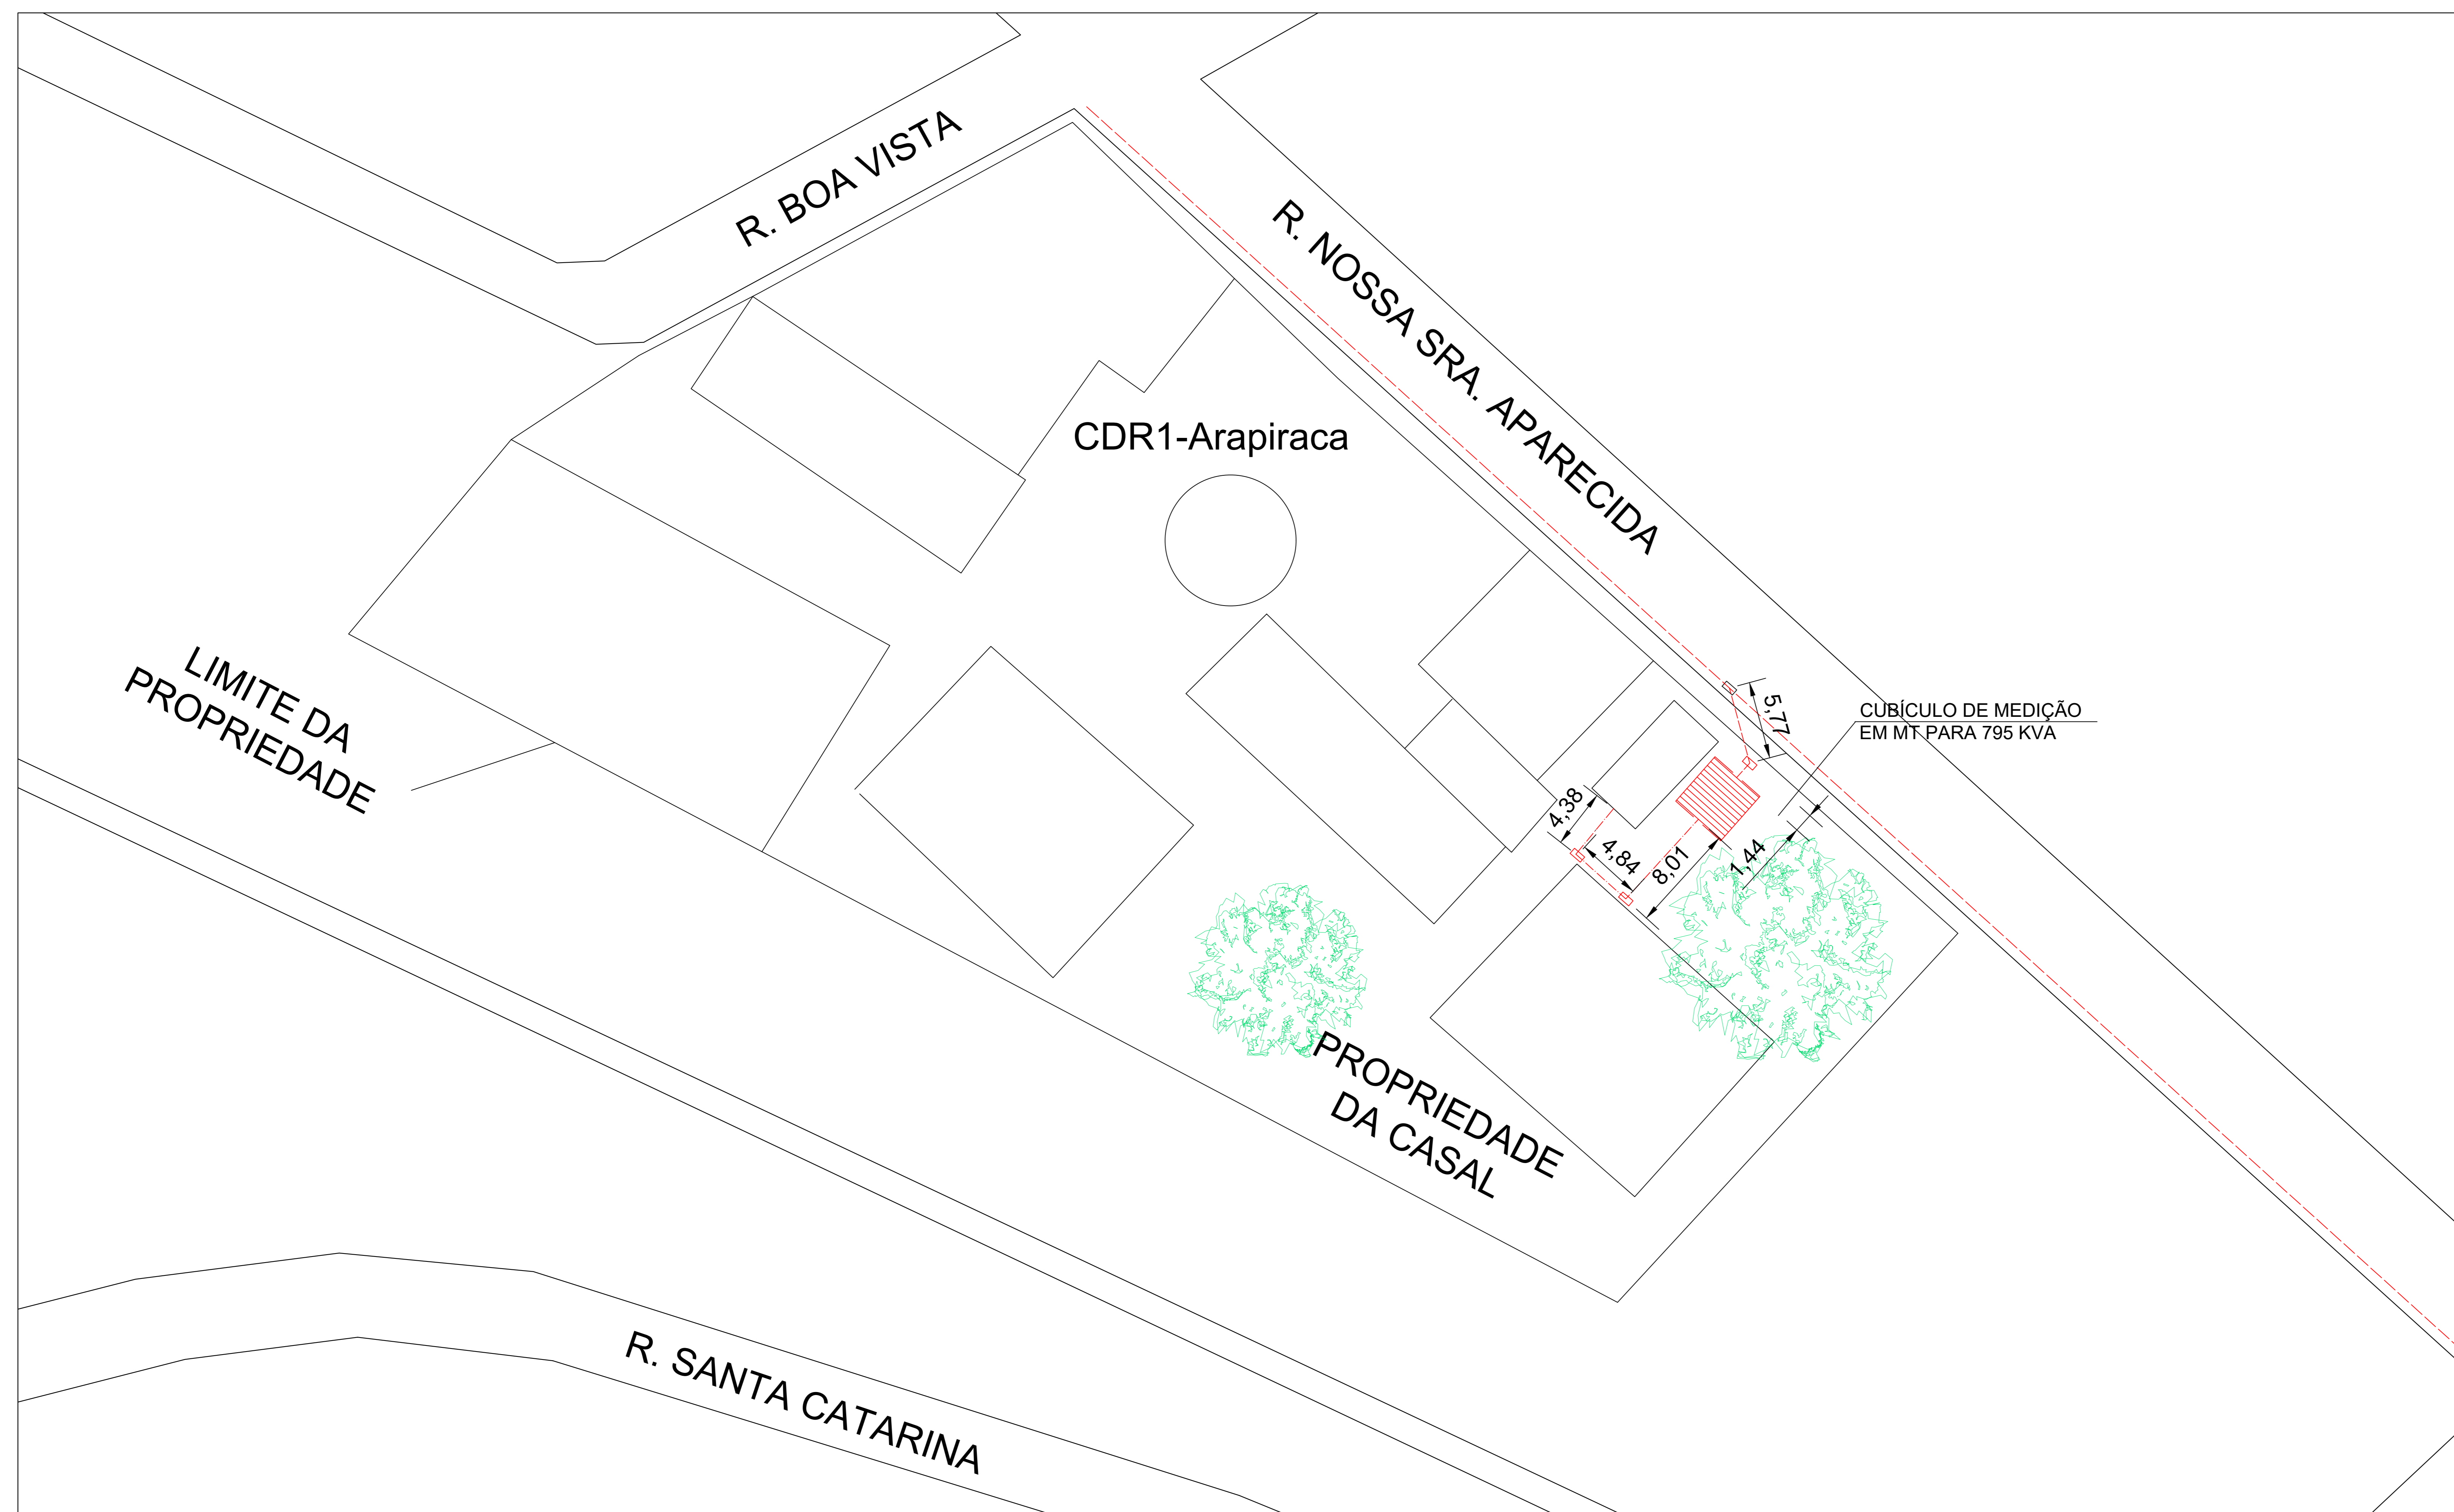 R. BOA VISTA
R. NOSSA SRA. APARECIDA
CDR1-Arapiraca
LIMITE DA
PROPRIEDADE
5,77
CUBÍCULO DE MEDIÇÃO
EM MT PARA 795 KVA
4,38
4,84
8,01
1,44
PROPRIEDADE
DA CASAL
R. SANTA CATARINA